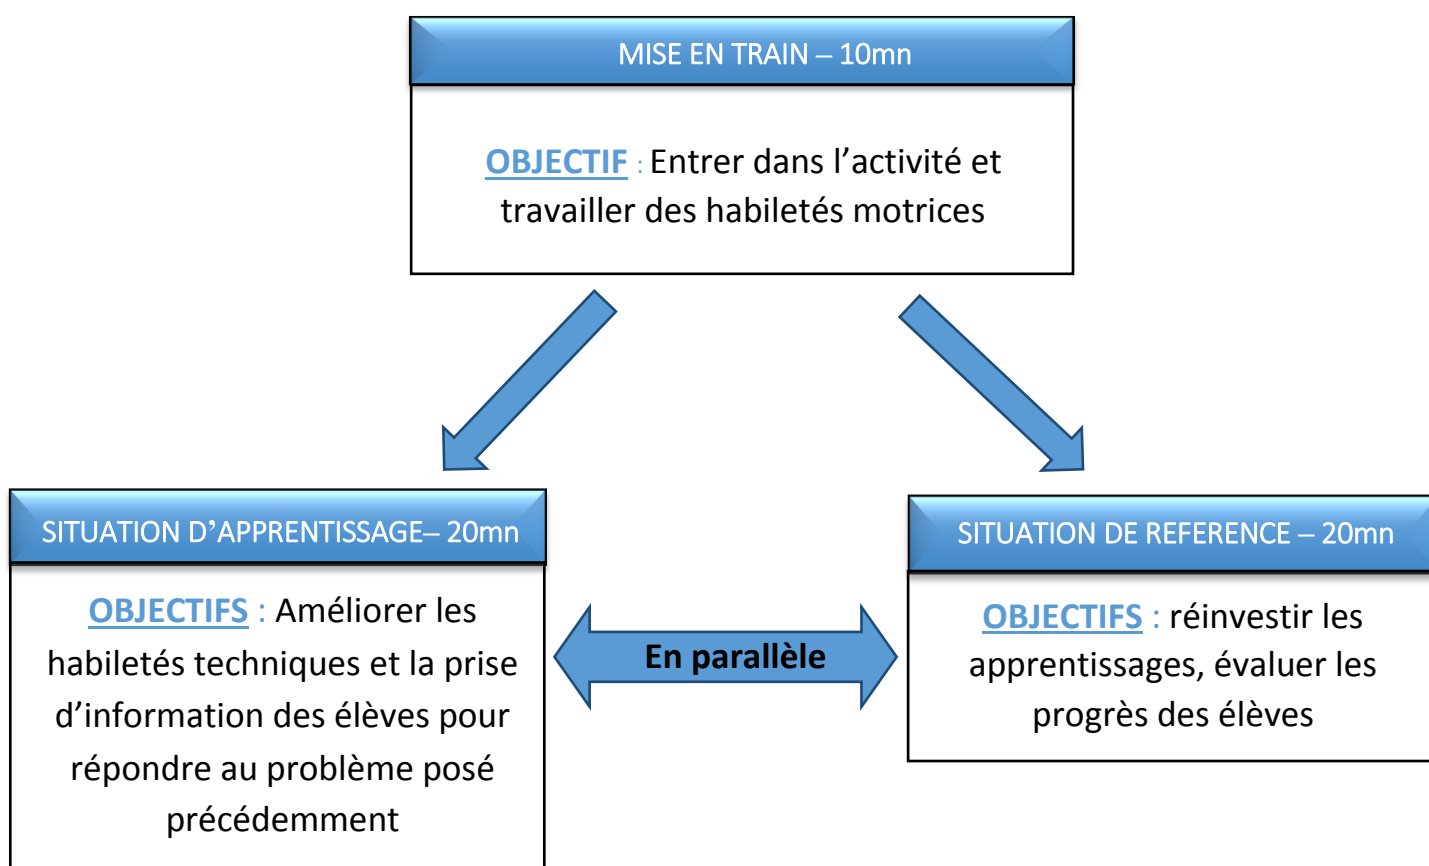 MISE EN TRAIN – 10mn
OBJECTIF : Entrer dans l’activité et
travailler des habiletés motrices
SITUATION D’APPRENTISSAGE– 20mn
OBJECTIFS : Améliorer les
habiletés techniques et la prise
d’information des élèves pour
répondre au problème posé
précédemment
En parallèle
SITUATION DE REFERENCE – 20mn
OBJECTIFS : réinvestir les
apprentissages, évaluer les
progrès des élèves